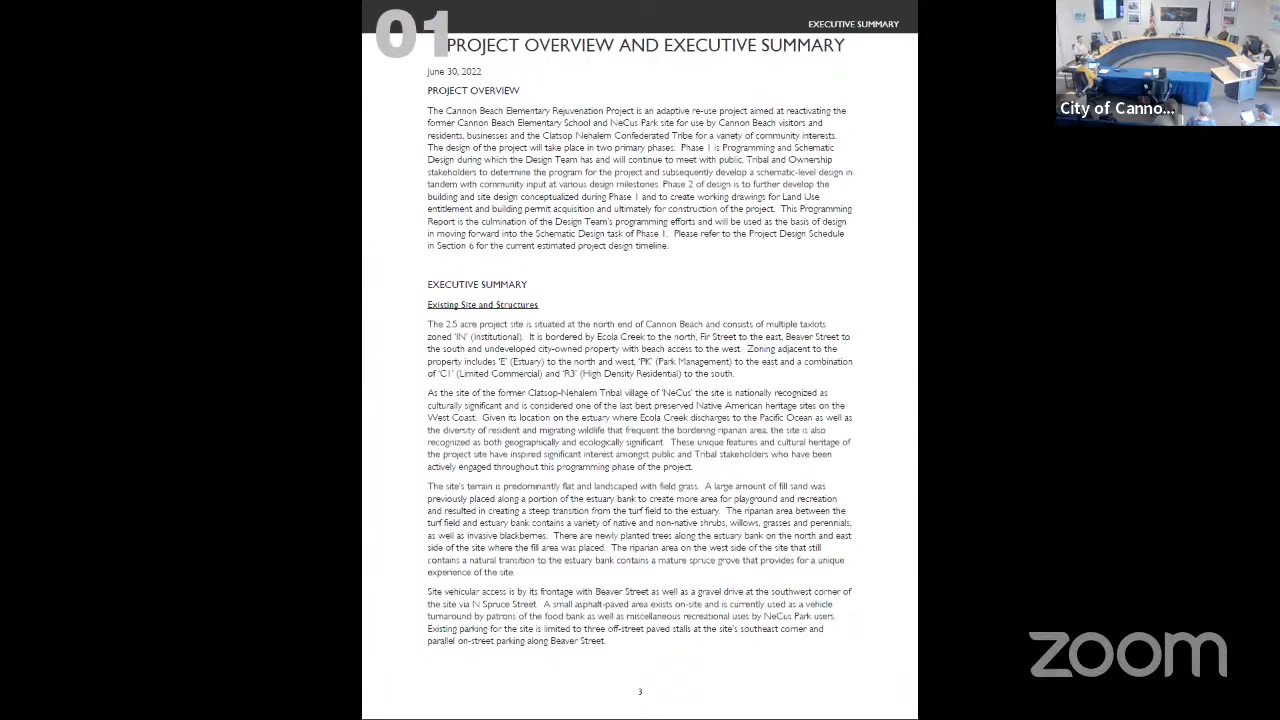 01
EXECUTIVE SUMMARY
PROJECT OVERVIEW AND EXECUTIVE SUMMARY
June 30, 2022
PROJECT OVERVIEW
The Cannon Beach Elementary Rejuvenation Project is an adaptive re-use project aimed at reactivating the
former Cannon Beach Elementary School and NeCus Park site for use by Cannon Beach visitors and
residents, businesses and the Clatsop Nehalem Confederated Tribe for a variety of community interests.
The design of the project will take place in two primary phases. Phase 1 is Programming and Schematic
Design during which the Design Team has and will continue to meet with public, Tribal and Ownership
stakeholders to determine the program for the project and subsequently develop a schematic-level design in
tandem with community input at various design milestones. Phase 2 of design is to further develop the
building and site design conceptualized during Phase 1 and to create working drawings for Land Use
entitlement and building permit acquisition and ultimately for construction of the project. This Programming
Report is the culmination of the Design Team's programming efforts and will be used as the basis of design
in moving forward into the Schematic Design task of Phase 1. Please refer to the Project Design Schedule
in Section 6 for the current estimated project design timeline.
EXECUTIVE SUMMARY
Existing Site and Structures
The 2.5 acre project site is situated at the north end of Cannon Beach and consists of multiple taxlots
zoned 'IN' (Institutional). It is bordered by Ecola Creek to the north, Fir Street to the east, Beaver Street to
the south and undeveloped city-owned property with beach access to the west. Zoning adjacent to the
property includes 'E' (Estuary) to the north and west, 'PK' (Park Management) to the east and a combination
of 'C1' (Limited Commercial) and 'R3' (High Density Residential) to the south.
As the site of the former Clatsop-Nehalem Tribal village of 'NeCus' the site is nationally recognized as
culturally significant and is considered one of the last best preserved Native American heritage sites on the
West Coast. Given its location on the estuary where Ecola Creek discharges to the Pacific Ocean as well as
the diversity of resident and migrating wildlife that frequent the bordering riparian area, the site is also
recognized as both geographically and ecologically significant. These unique features and cultural heritage of
the project site have inspired significant interest amongst public and Tribal stakeholders who have been
actively engaged throughout this programming phase of the project.
The site's terrain is predominantly flat and landscaped with field grass. A large amount of fill sand was
previously placed along a portion of the estuary bank to create more area for playground and recreation
and resulted in creating a steep transition from the turf field to the estuary. The riparian area between the
turf field and estuary bank contains a variety of native and non-native shrubs, willows, grasses and perennials,
as well as invasive blackberries. There are newly planted trees along the estuary bank on the north and east
side of the site where the fill area was placed. The riparian area on the west side of the site that still
contains a natural transition to the estuary bank contains a mature spruce grove that provides for a unique
experience of the site.
Site vehicular access is by its frontage with Beaver Street as well as a gravel drive at the southwest corner of
the site via N Spruce Street. A small asphalt-paved area exists on-site and is currently used as a vehicle
turnaround by patrons of the food bank as well as miscellaneous recreational uses by NeCus Park users.
Existing parking for the site is limited to three off-street paved stalls at the site's southeast corner and
parallel on-street parking along Beaver Street.
3
City of Canno...
zoom